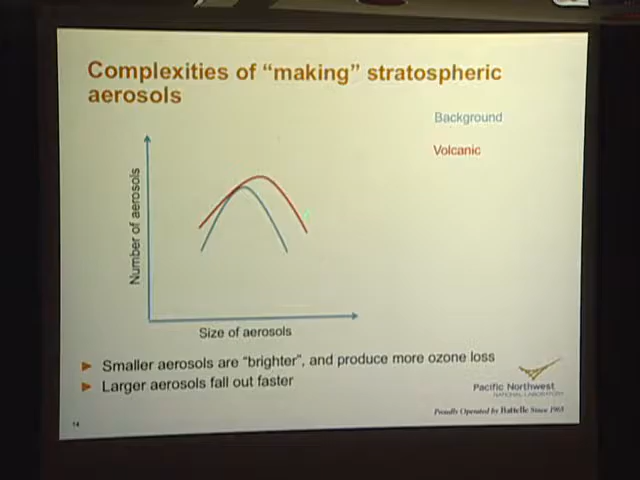 Complexities of “making” stratospheric
aerosols
Background
Volcanic
Number of aerosols
Size of aerosols
Smaller aerosols are “brighter”, and produce more ozone loss
Larger aerosols fall out faster
Pacific Northwest
NATIONAL LABORATORY
Proudly Operated by Battelle Since 1965
14